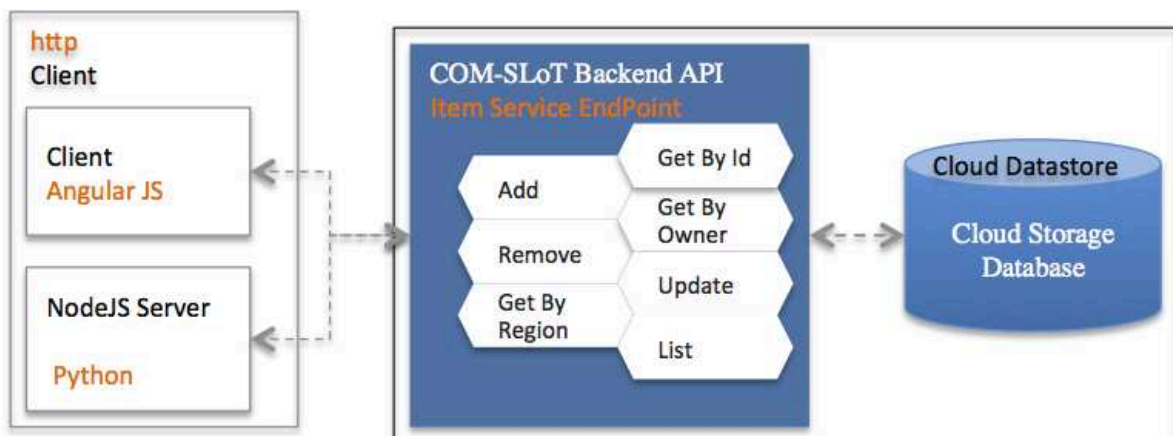 http
Client
Client
Angular JS
NodeJS Server
Python
COM-SLoT Backend API
Item Service EndPoint
Add
Remove
Get By
Region
Get By Id
Get By
Owner
Update
List
Cloud Datastore
Cloud Storage
Database